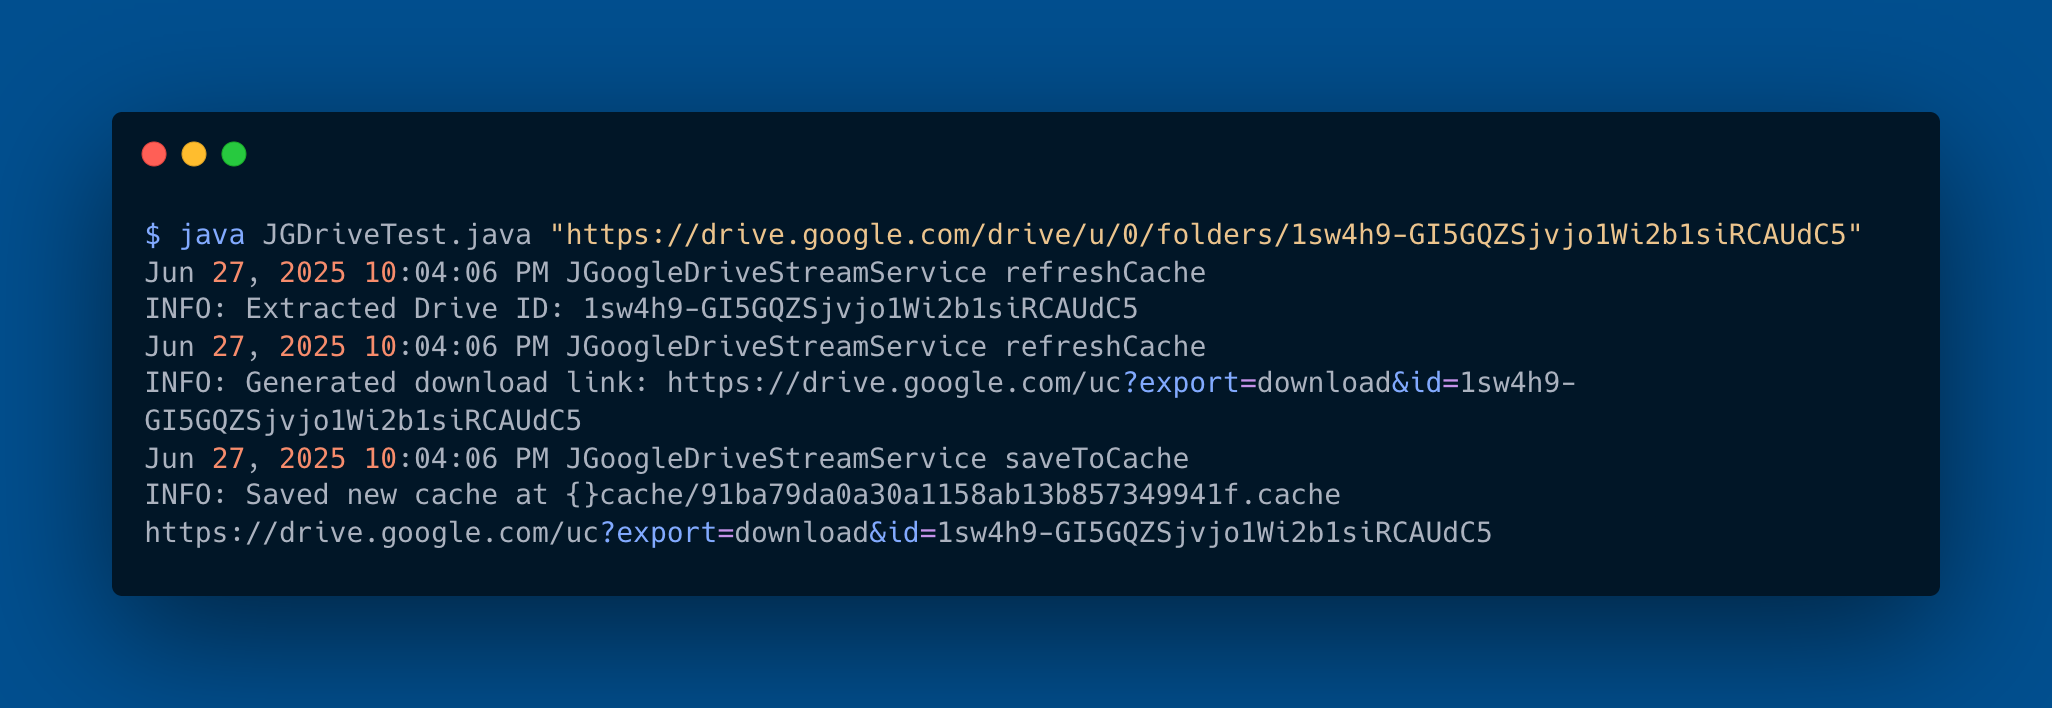 $ java JGDriveTest.java "https://drive.google.com/drive/u/0/folders/1sw4h9-GI5GQZSjvjo1Wi2b1siRCAUdC5"
Jun 27, 2025 10:04:06 PM JGoogleDriveStreamService refreshCache
INFO: Extracted Drive ID: 1sw4h9-GI5GQZSjvjo1Wi2b1siRCAUdC5
Jun 27, 2025 10:04:06 PM JGoogleDriveStreamService refreshCache
INFO: Generated download link: https://drive.google.com/uc?export=download&id=1sw4h9-
GI5GQZSjvjo1Wi2b1siRCAUdC5
Jun 27, 2025 10:04:06 PM JGoogleDriveStreamService saveToCache
INFO: Saved new cache at {}cache/91ba79da0a30a1158ab13b857349941f.cache
https://drive.google.com/uc?export=download&id=1sw4h9-GI5GQZSjvjo1Wi2b1siRCAUdC5